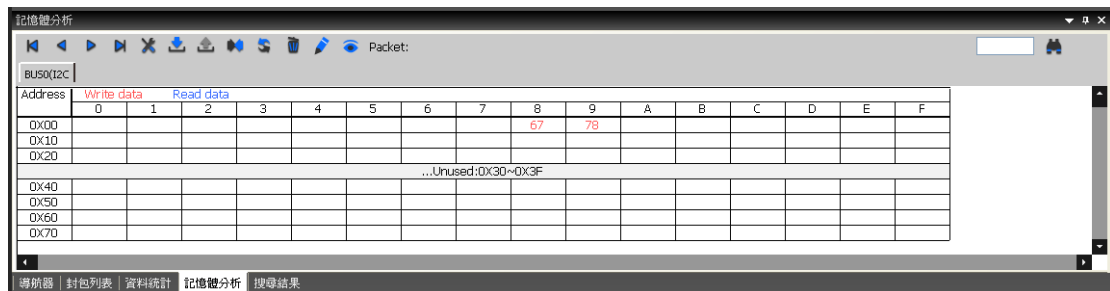 記憶體分析
Packet:
BUS0(I2C
Address Write data Read data
0 1 2 3 4 5 6 7 8 9 A B C D E F
0X00 67 78
0X10
0X20
...Unused:0X30~0X3F
0X40
0X50
0X60
0X70
導航器 封包列表 資料統計 記憶體分析 搜尋結果